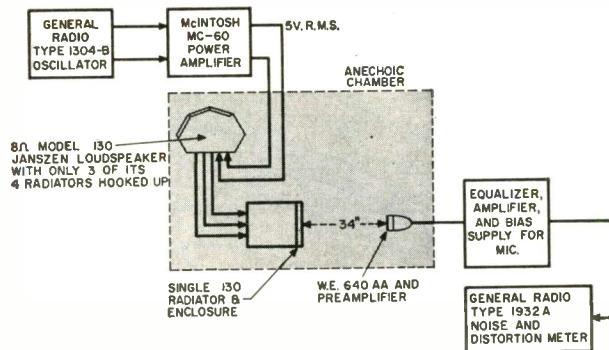 GENERAL
RADIO
TYPE 1304-B
OSCILLATOR
McINTOSH
MC-60
POWER
AMPLIFIER
5V. R.M.S.
ANECHOIC
CHAMBER
8Ω MODEL 130
JANSZEN LOUDSPEAKER
WITH ONLY 3 OF ITS
4 RADIATORS HOOKED UP
34"
EQUALIZER,
AMPLIFIER,
AND BIAS
SUPPLY FOR
MIC.
SINGLE 130
RADIATOR &
ENCLOSURE
W.E. 640 AA AND
PREAMPLIFIER
GENERAL RADIO
TYPE 1932A
NOISE AND
DISTORTION METER